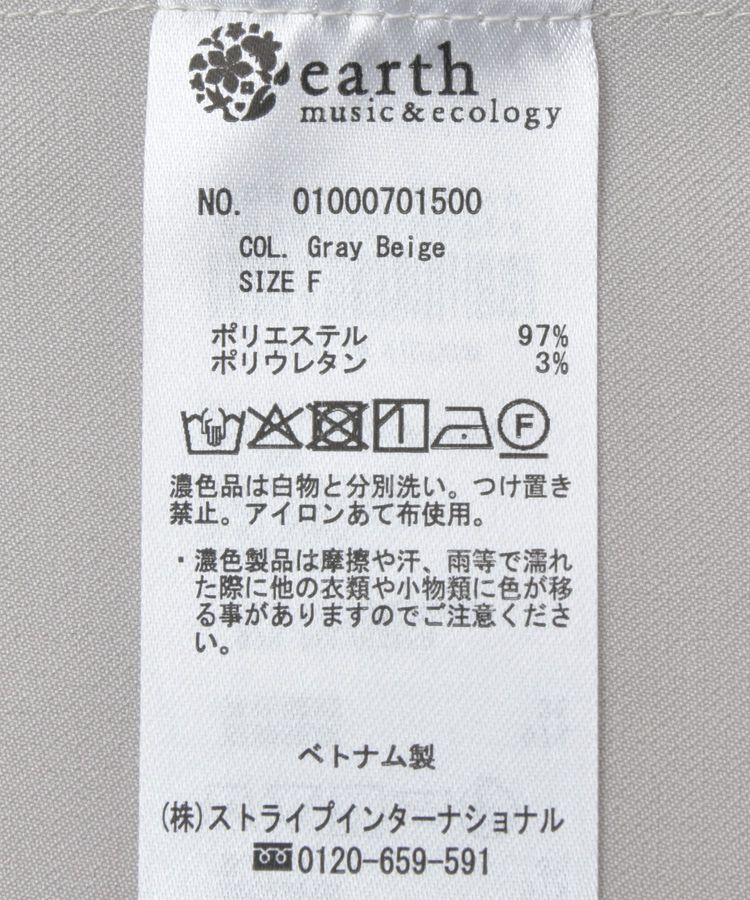 earth
music&ecology
NO. 01000701500
COL. Gray Beige
SIZE F
ポリエステル 97%
ポリウレタン 3%
F
濃色品は白物と分別洗い。つけ置き
禁止。アイロンあて布使用。
・濃色製品は摩擦や汗、雨等で濡れ
た際に他の衣類や小物類に色が移
る事がありますのでご注意くださ
い。
ベトナム製
(株)ストライプインターナショナル
0120-659-591